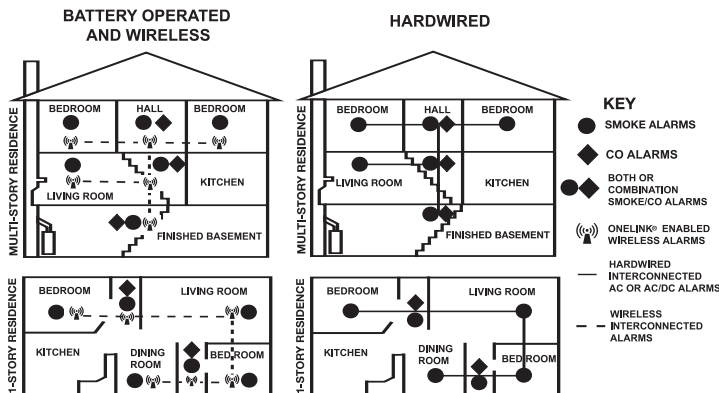 BATTERY OPERATED
AND WIRELESS
HARDWIRED
MULTI-STORY RESIDENCE
BEDROOM
HALL
BEDROOM
LIVING ROOM
KITCHEN
FINISHED BASEMENT
MULTI-STORY RESIDENCE
BEDROOM
HALL
BEDROOM
LIVING ROOM
KITCHEN
FINISHED BASEMENT
KEY
SMOKE ALARMS
CO ALARMS
BOTH OR
COMBINATION
SMOKE/CO ALARMS
ONELINK® ENABLED
WIRELESS ALARMS
HARDWIRED
INTERCONNECTED
AC OR AC/DC ALARMS
WIRELESS
INTERCONNECTED
ALARMS
1-STORY RESIDENCE
BEDROOM
LIVING ROOM
KITCHEN
DINING
ROOM
BEDROOM
1-STORY RESIDENCE
BEDROOM
LIVING ROOM
KITCHEN
DINING
ROOM
BEDROOM